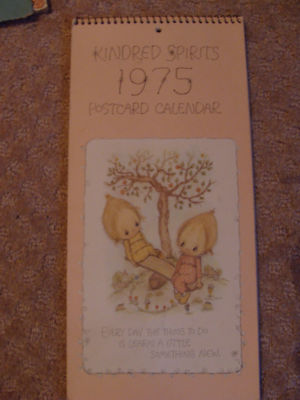 KINDRED SPIRITS
1975
POSTCARD CALENDAR
EVERY DAY THE THING TO DO
IS LEARN A LITTLE
SOMETHING NEW.